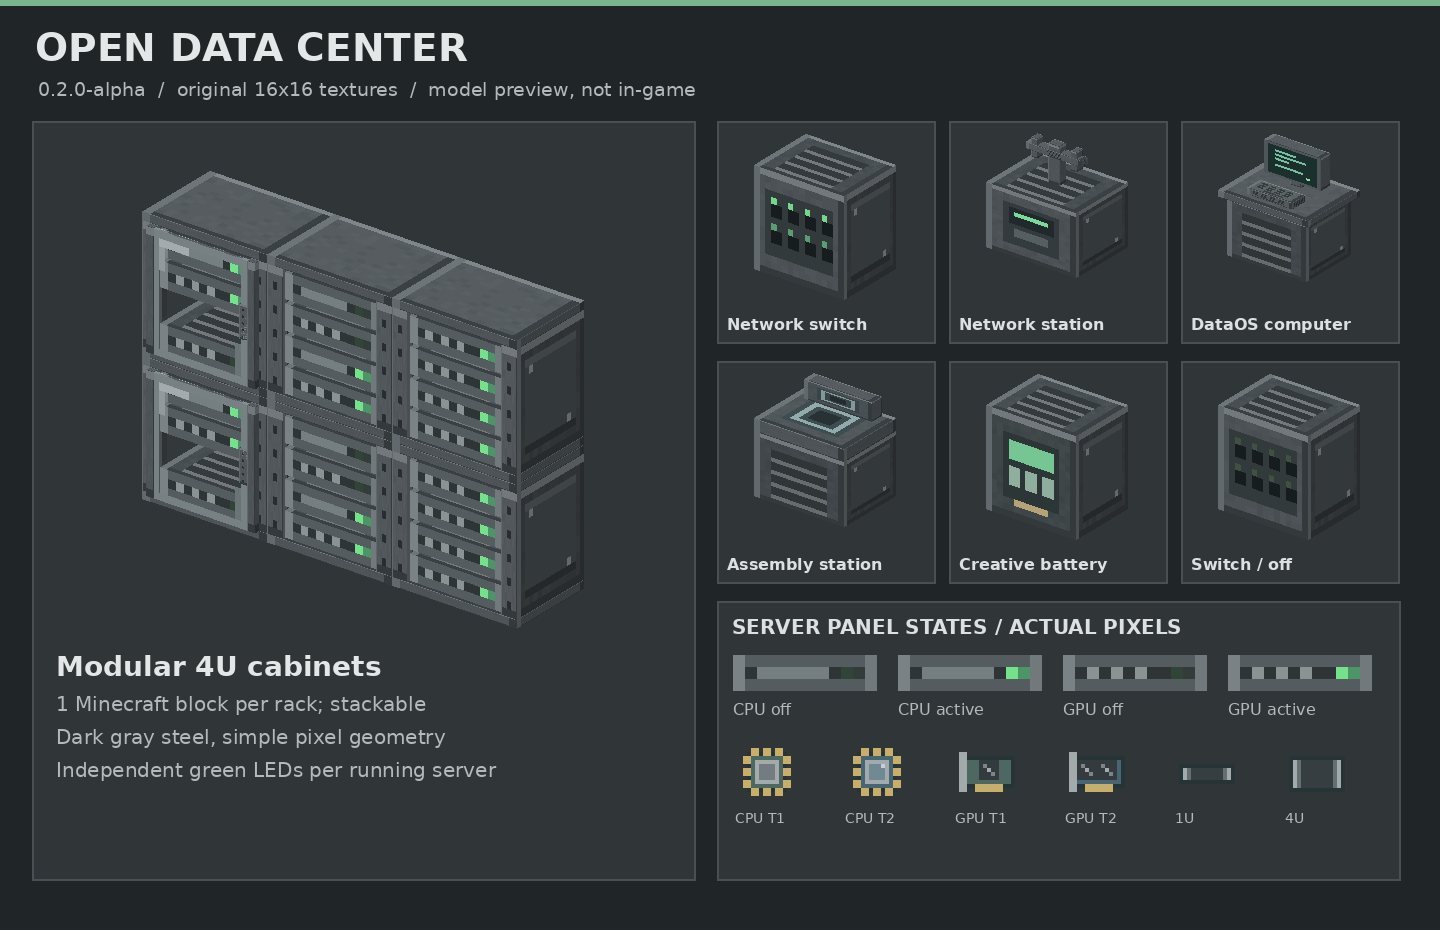 OPEN DATA CENTER
0.2.0-alpha / original 16x16 textures / model preview, not in-game
Modular 4U cabinets
1 Minecraft block per rack; stackable
Dark gray steel, simple pixel geometry
Independent green LEDs per running server
Network switch
Network station
DataOS computer
Assembly station
Creative battery
Switch / off
SERVER PANEL STATES / ACTUAL PIXELS
CPU off
CPU active
GPU off
GPU active
CPU T1
CPU T2
GPU T1
GPU T2
1U
4U